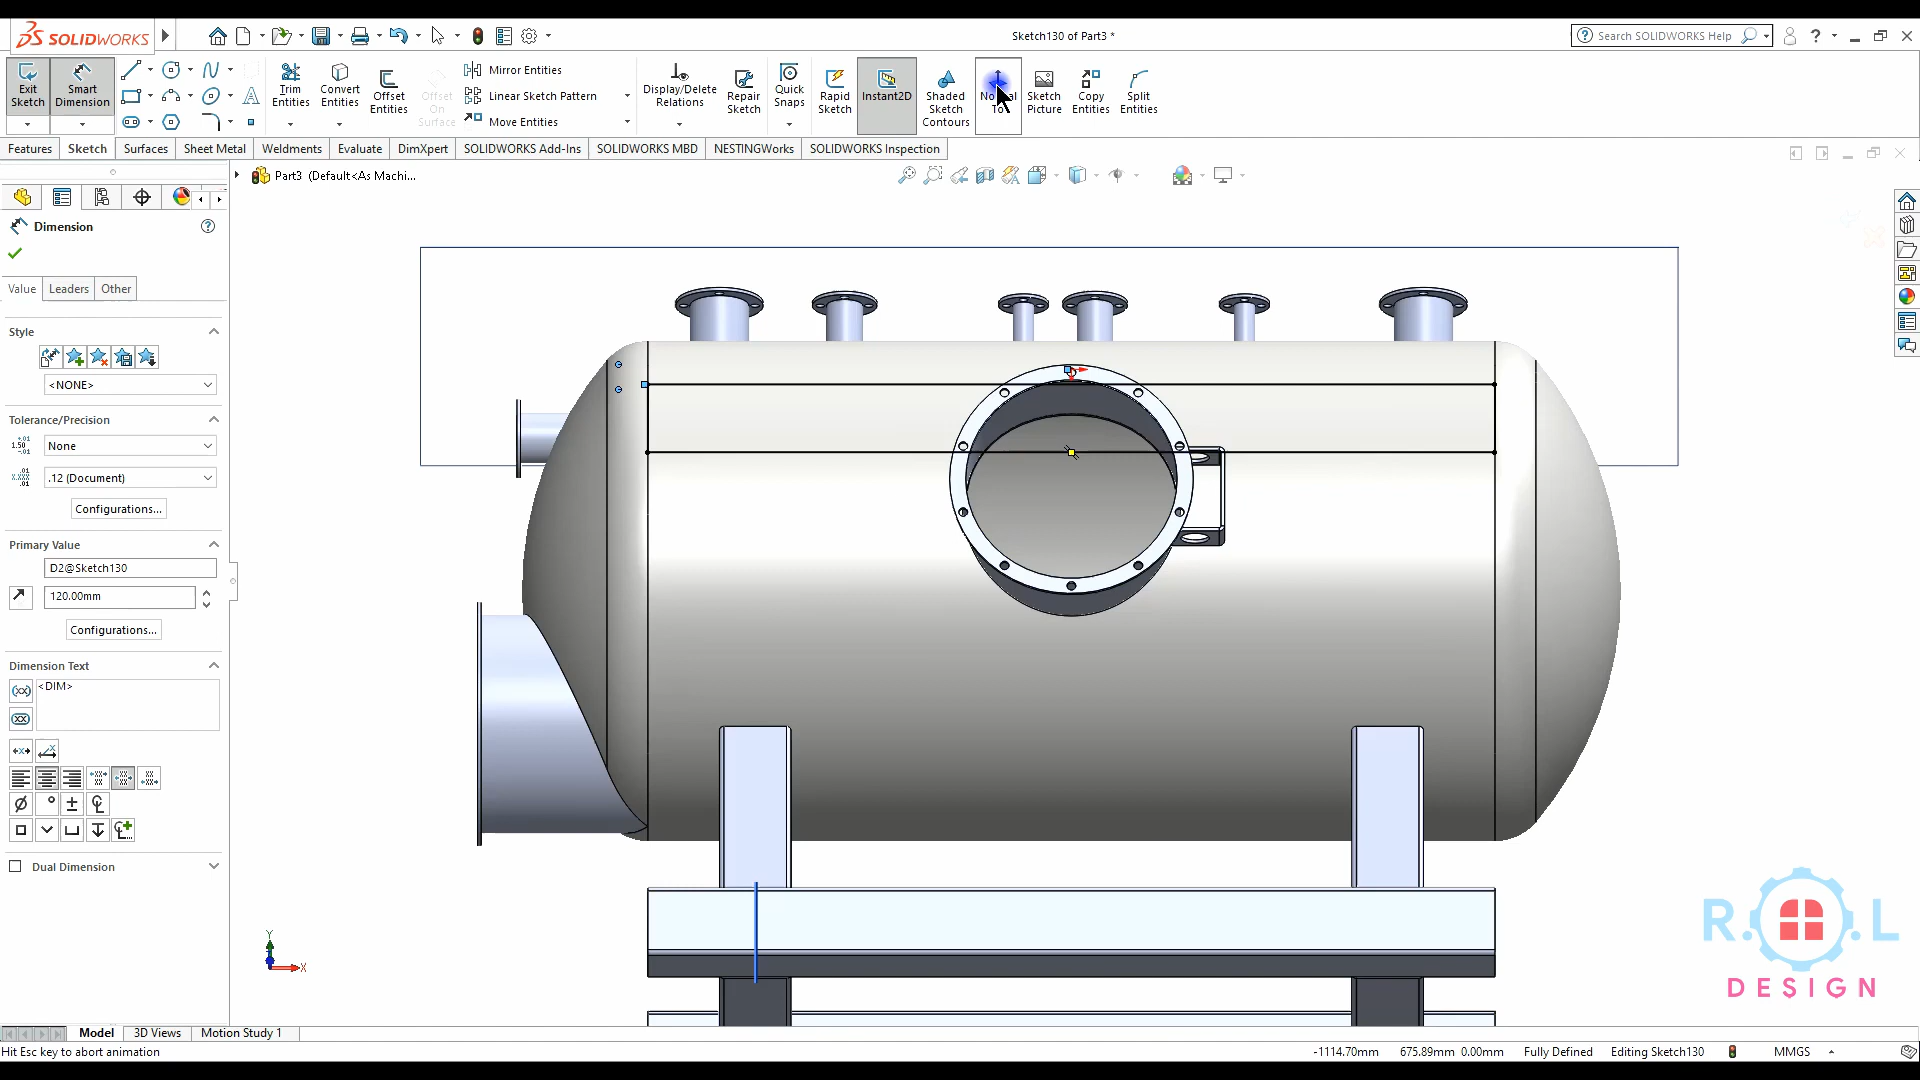 SOLIDWORKS
Sketch130 of Part3 *
Search SOLIDWORKS Help
Exit Sketch
Smart Dimension
Trim Entities
Convert Entities
Offset Entities
Offset On Surface
Mirror Entities
Linear Sketch Pattern
Move Entities
Display/Delete Relations
Repair Sketch
Quick Snaps
Rapid Sketch
Instant2D
Shaded Sketch Contours
Sketch Picture
Copy Entities
Split Entities
Features
Sketch
Surfaces
Sheet Metal
Weldments
Evaluate
DimXpert
SOLIDWORKS Add-Ins
SOLIDWORKS MBD
NESTINGWorks
SOLIDWORKS Inspection
Part3 (Default<As Machi...
Dimension
Value
Leaders
Other
Style
<NONE>
Tolerance/Precision
None
.12 (Document)
Configurations...
Primary Value
D2@Sketch130
120.00mm
Configurations...
Dimension Text
<DIM>
Dual Dimension
Y
X
R. .L
DESIGN
Model
3D Views
Motion Study 1
Hit Esc key to abort animation
-1114.70mm
675.89mm
0.00mm
Fully Defined
Editing Sketch130
MMGS